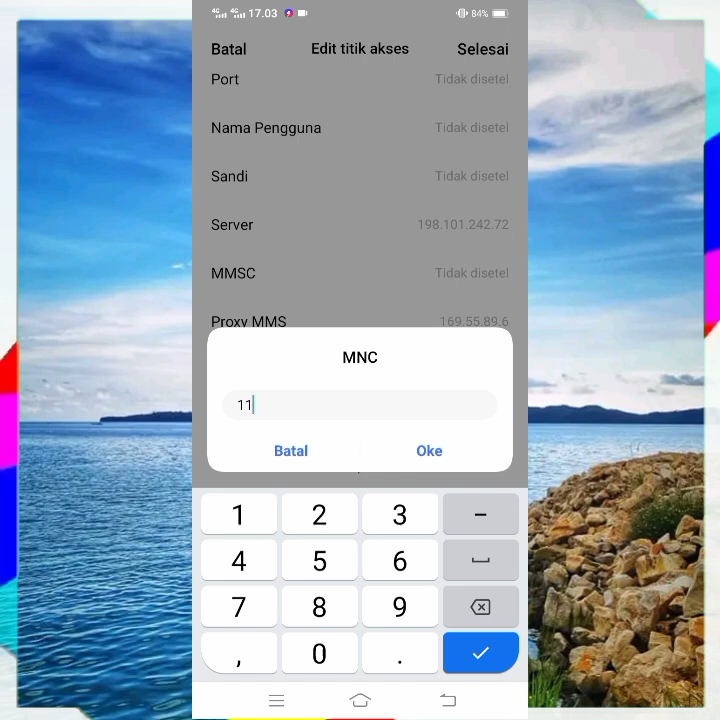 4G 4G 17.03 84%
Batal Edit titik akses Selesai
Port Tidak disetel
Nama Pengguna Tidak disetel
Sandi Tidak disetel
Server 198.101.242.72
MMSC Tidak disetel
Proxy MMS 169.55.89.6
MNC
11
Batal Oke
1 2 3 –
4 5 6
7 8 9
, 0 .